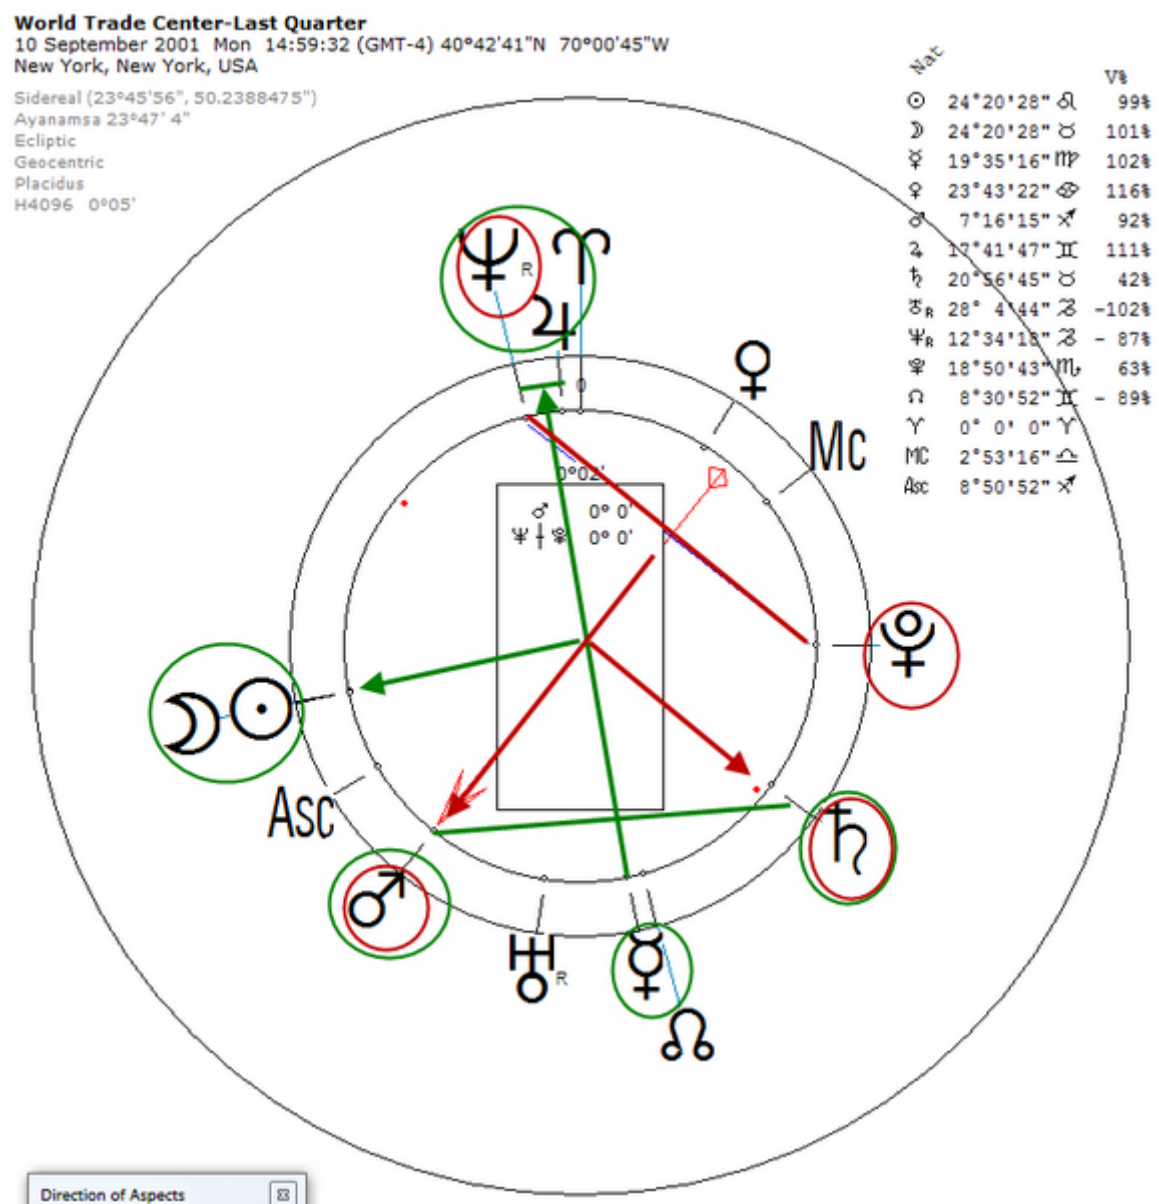 World Trade Center-Last Quarter
10 September 2001 Mon 14:59:32 (GMT-4) 40°42'41"N 70°00'45"W
New York, New York, USA
Sidereal (23°45'56", 50.2388475")
Ayanamsa 23°47' 4"
Ecliptic
Geocentric
Placidus
H4096 0°05'
Nat
V%
☉ 24°20'28" ♌ 99%
☽ 24°20'28" ♉ 101%
☿ 19°35'16" ♍ 102%
♀ 23°43'22" ♋ 116%
♂ 7°16'15" ♐ 92%
♃ 17°41'47" ♊ 111%
♄ 20°56'45" ♉ 42%
♅R 28° 4'44" ♑ -102%
♆R 12°34'18" ♑ - 87%
♇ 18°50'43" ♏ 63%
☊ 8°30'52" ♊ - 89%
♈ 0° 0' 0" ♈
MC 2°53'16" ♎
Asc 8°50'52" ♐
♆ R ♈
♃
0
♀
Mc
0°02'
♂ 0° 0'
♆ ┼ ♇ 0° 0'
♇
☽ ☉
Asc
♄
♂
♅ R
☿
☊
Direction of Aspects